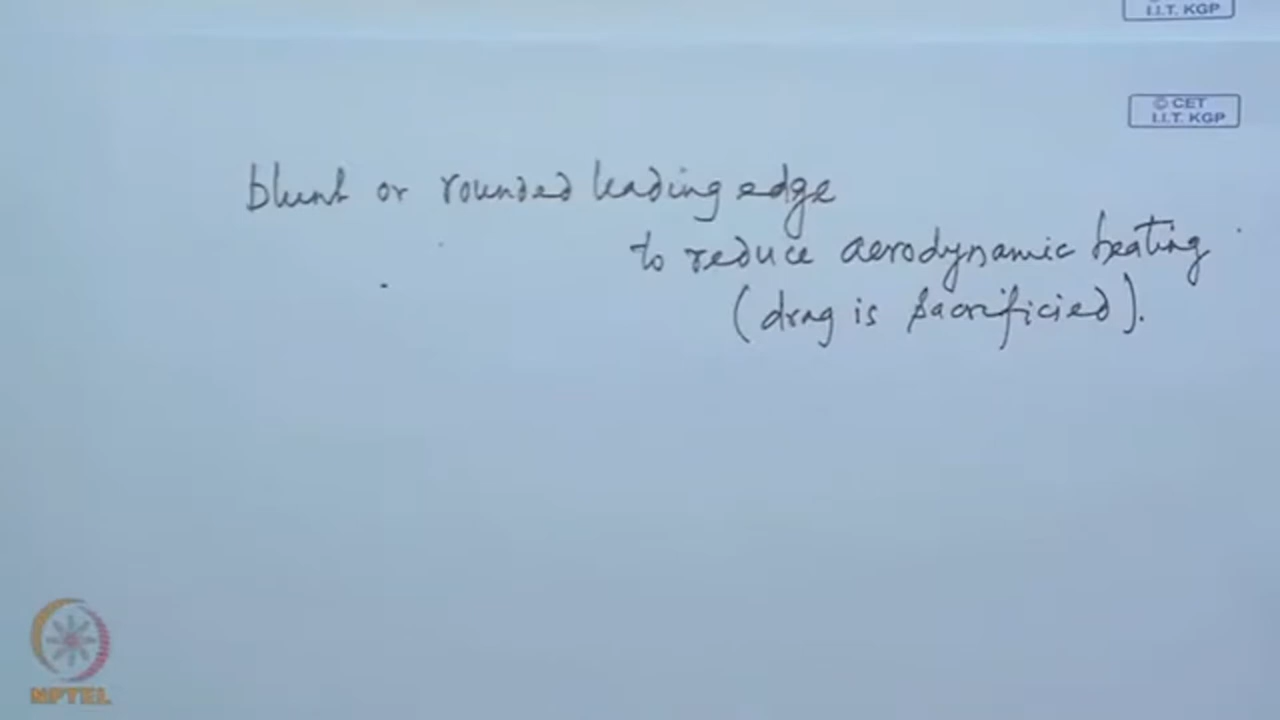 I.I.T. KGP
© CET
I.I.T. KGP
blunt or rounded leading edge
to reduce aerodynamic heating
(drag is sacrificied).
NPTEL